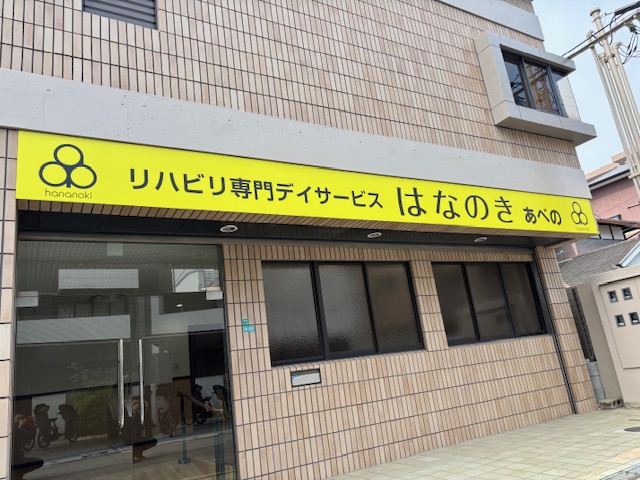 hananoki
リハビリ専門デイサービス はなのき あべの
hananoki